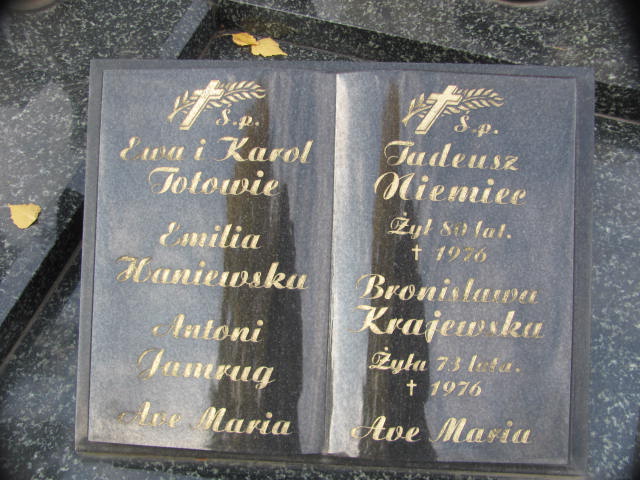 Ś.p.
Ewa i Karol
Totowie
Emilia
Haniewska
Antoni
Jamrug
Ave Maria
Ś.p.
Tadeusz
Niemiec
Żył 80 lat.
† 1976
Bronisława
Krajewska
Żyła 73 lata.
† 1976
Ave Maria